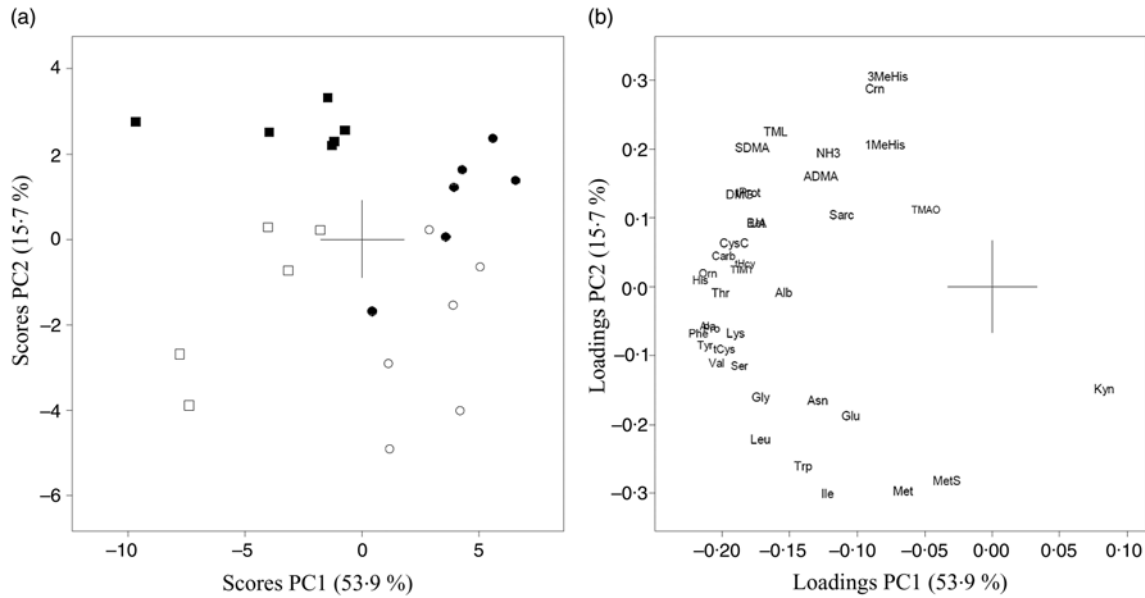 (a)
4
2
0
−2
−4
−6
Scores PC2 (15·7 %)
−10
−5
0
5
Scores PC1 (53·9 %)
(b)
0·3
0·2
0·1
0·0
−0·1
−0·2
−0·3
Loadings PC2 (15·7 %)
3MeHis
Crn
TML
SDMA
1MeHis
NH3
ADMA
TMAO
Sarc
CysC
Carb
tHcy
Orn
His
Thr
Alb
Phe
Lys
Tyr
tCys
Val
Ser
Gly
Asn
Glu
Leu
Trp
Ile
Met
MetS
Kyn
−0·20
−0·15
−0·10
−0·05
0·00
0·05
0·10
Loadings PC1 (53·9 %)